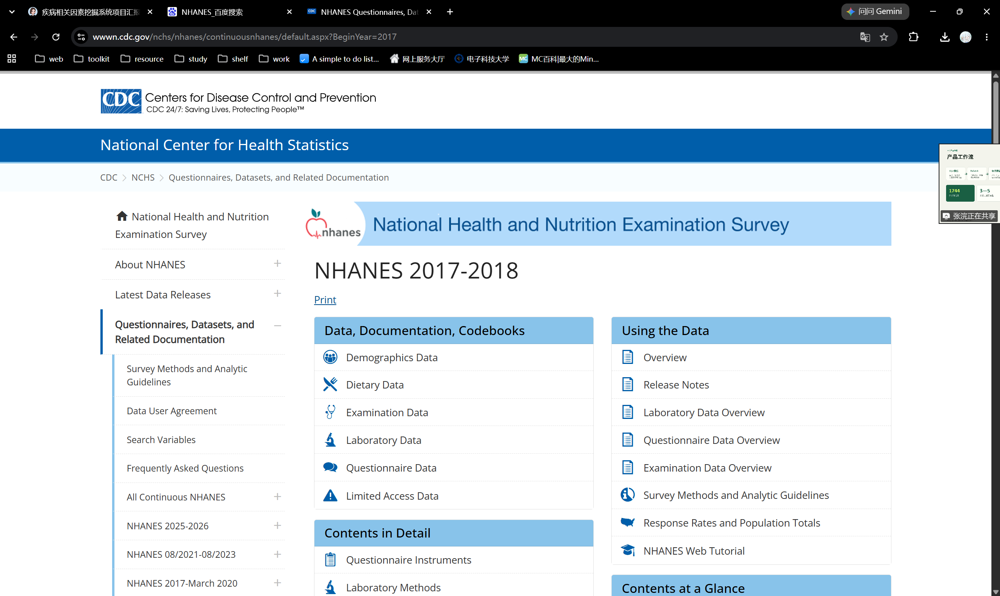 疾病相关因素挖掘系统项目汇报
NHANES_百度搜索
NHANES Questionnaires, Dat
问问 Gemini
wwwn.cdc.gov/nchs/nhanes/continuousnhanes/default.aspx?BeginYear=2017
web
toolkit
resource
study
shelf
work
A simple to do list...
网上服务大厅
电子科技大学
MC百科|最大的Min...
CDC
Centers for Disease Control and Prevention
CDC 24/7: Saving Lives, Protecting People™
National Center for Health Statistics
CDC
NCHS
Questionnaires, Datasets, and Related Documentation
产品工作流
1744
3—5
张浣正在共享
National Health and Nutrition
Examination Survey
About NHANES
Latest Data Releases
Questionnaires, Datasets, and
Related Documentation
Survey Methods and Analytic
Guidelines
Data User Agreement
Search Variables
Frequently Asked Questions
All Continuous NHANES
NHANES 2025-2026
NHANES 08/2021-08/2023
NHANES 2017-March 2020
nhanes
National Health and Nutrition Examination Survey
NHANES 2017-2018
Print
Data, Documentation, Codebooks
Demographics Data
Dietary Data
Examination Data
Laboratory Data
Questionnaire Data
Limited Access Data
Contents in Detail
Questionnaire Instruments
Laboratory Methods
Using the Data
Overview
Release Notes
Laboratory Data Overview
Questionnaire Data Overview
Examination Data Overview
Survey Methods and Analytic Guidelines
Response Rates and Population Totals
NHANES Web Tutorial
Contents at a Glance